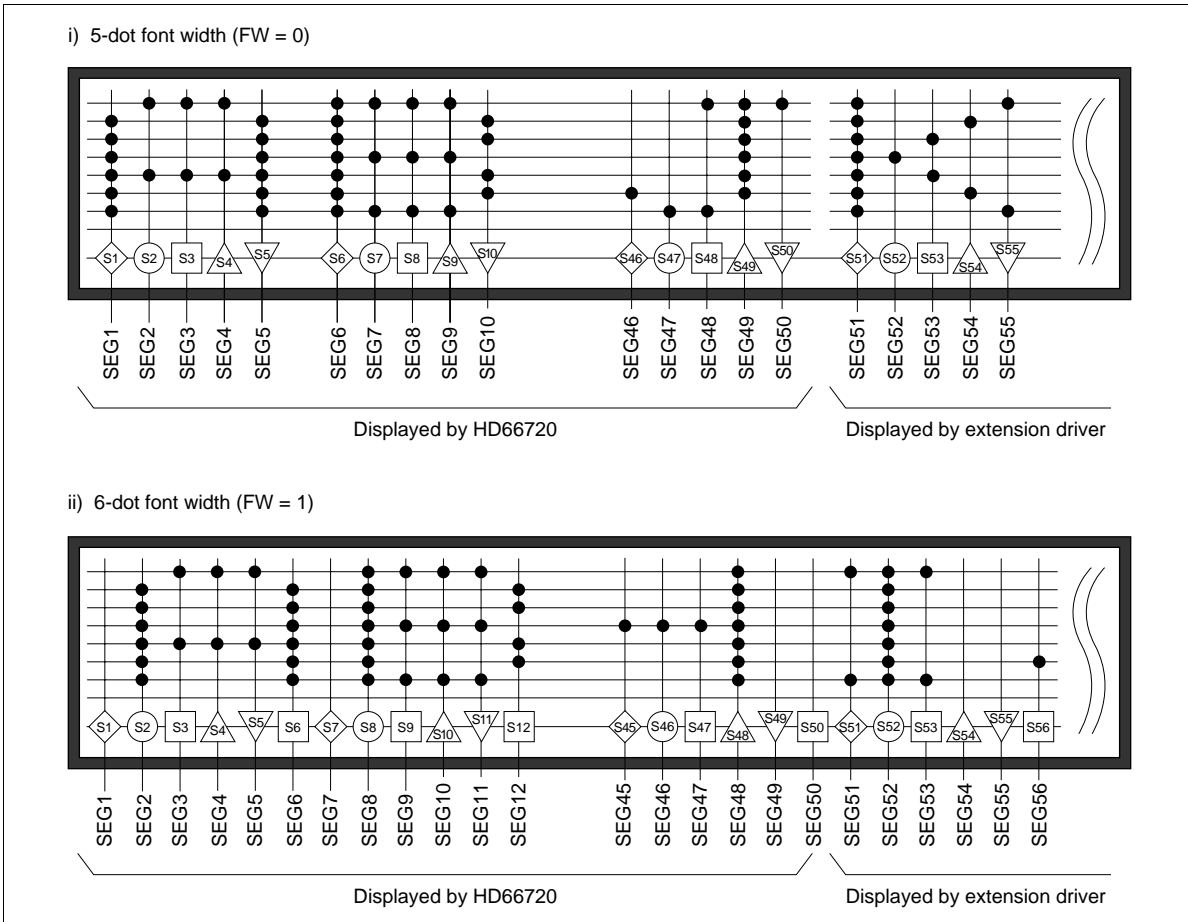 i) 5-dot font width (FW = 0)
S1 S2 S3 S4 S5 S6 S7 S8 S9 S10 S46 S47 S48 S49 S50 S51 S52 S53 S54 S55
SEG1 SEG2 SEG3 SEG4 SEG5 SEG6 SEG7 SEG8 SEG9 SEG10 SEG46 SEG47 SEG48 SEG49 SEG50 SEG51 SEG52 SEG53 SEG54 SEG55
Displayed by HD66720 Displayed by extension driver
ii) 6-dot font width (FW = 1)
S1 S2 S3 S4 S5 S6 S7 S8 S9 S10 S11 S12 S45 S46 S47 S48 S49 S50 S51 S52 S53 S54 S55 S56
SEG1 SEG2 SEG3 SEG4 SEG5 SEG6 SEG7 SEG8 SEG9 SEG10 SEG11 SEG12 SEG45 SEG46 SEG47 SEG48 SEG49 SEG50 SEG51 SEG52 SEG53 SEG54 SEG55 SEG56
Displayed by HD66720 Displayed by extension driver